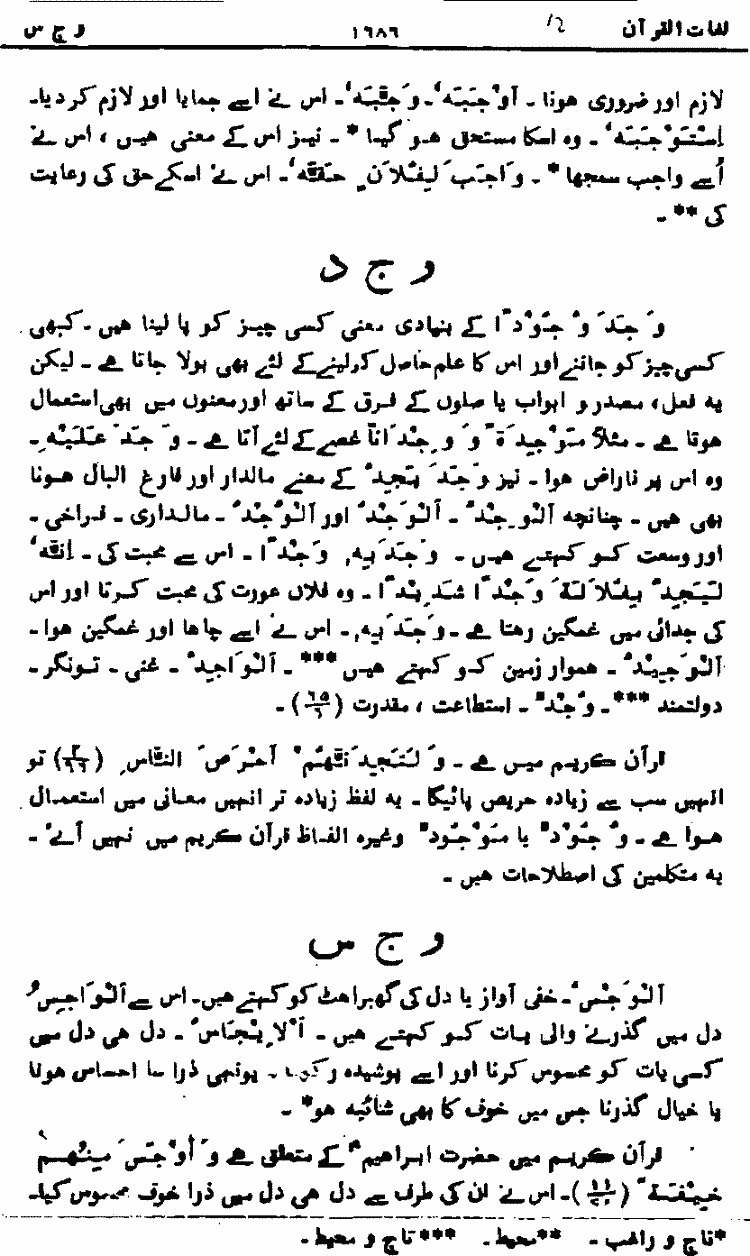 لغات القرآن 12 ۱۶۸۶ و ج س
لازم اور ضروری ہونا ۔ اَوْجَبَہٗ ۔ وَجَّبَہٗ ۔ اس نے اسے جمایا اور لازم کر دیا۔
اِسْتَوْجَبَہٗ ۔ وہ اسکا مستحق ہو گیا * ۔ نیز اس کے معنی ہیں ، اس نے
اُسے واجب سمجھا * ۔ وَاجَبَ لِفُلَانٍ حَقَّہٗ ۔ اس نے اسکے حق کی رعایت
کی ** ۔
و ج د
وَجَدَ وُجُوْدًا کے بنیادی معنی کسی چیز کو پا لینا ہیں ۔ کبھی
کسی چیز کو جاننے اور اس کا علم حاصل کرلینے کے لئے بھی بولا جاتا ہے ۔ لیکن
یہ فعل، مصدر و ابواب یا صلوں کے فرق کے ساتھ اور معنوں میں بھی استعمال
ہوتا ہے ۔ مثلاً مَوْجِدَۃً وَ وِجْدَانًا غصے کے لئے آتا ہے ۔ وَجَدَ عَلَیْہِ ۔
وہ اس پر ناراض ہوا ۔ نیز وَجَدَ یَجِدُ کے معنے مالدار اور فارغ البال ہونا
بھی ہیں ۔ چنانچہ اَلْوِجْدُ ۔ اَلْوَجْدُ اور اَلْوُجْدُ ۔ مالداری ۔ فراخی ۔
اور وسعت کو کہتے ہیں ۔ وَجَدَ بِہٖ وَجْدًا ۔ اس سے محبت کی ۔ اِنَّہٗ
لَیَجِدُ بِفُلَانَۃَ وَجْدًا شَدِیْدًا ۔ وہ فلاں عورت کی محبت کرتا اور اس
کی جدائی میں غمگین رہتا ہے ۔ وَجَدَ بِہٖ ۔ اس نے اسے چاہا اور غمگین ہوا ۔
اَلْوَجِیْدُ ۔ ہموار زمین کو کہتے ہیں *** ۔ اَلْوَاجِدُ ۔ غنی ۔ تونگر ۔
دولتمند *** ۔ وُجْدٌ ۔ استطاعت ، مقدرت (۶۵/۶) ۔
قرآن کریم میں ہے ۔ وَلَتَجِدَنَّھُمْ اَحْرَصَ النَّاسِ (۲/۹۶) تو
انہیں سب سے زیادہ حریص پائیگا ۔ یہ لفظ زیادہ تر انہیں معانی میں استعمال
ہوا ہے ۔ وُجُوْدٌ یا مَوْجُودٌ وغیرہ الفاظ قرآن کریم میں نہیں آئے ۔
یہ متکلمین کی اصطلاحات ہیں ۔
و ج س
اَلْوَجْسُ ۔ خفی آواز یا دل کی گھبراہٹ کو کہتے ہیں۔ اس سے اَلْوَاجِسُ
دل میں گذرنے والی بات کو کہتے ہیں ۔ اَلْاِیْجَاسُ ۔ دل ہی دل میں
کسی بات کو محسوس کرنا اور اسے پوشیدہ رکھنا ۔ یونہی ذرا سا احساس ہونا
یا خیال گذرنا جس میں خوف کا بھی شائبہ ہو* ۔
قرآن کریم میں حضرت ابراہیمؑ کے متعلق ہے وَ اَوْجَسَ مِنْھُمْ
خِیْفَۃً (۱۱/۷۰)۔ اس نے ان کی طرف سے دل ہی دل میں ذرا خوف محسوس کیا۔
*تاج و راغب ۔ **محیط ۔ ***تاج و محیط ۔